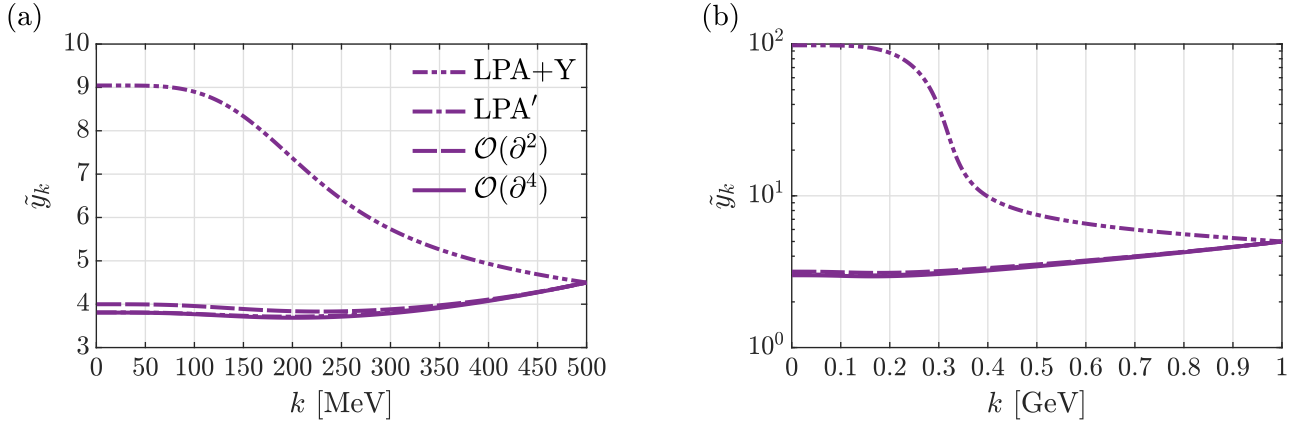 (a)
10
9
8
7
6
5
4
3
ỹₖ
LPA+Y
LPA′
𝒪(∂²)
𝒪(∂⁴)
0 50 100 150 200 250 300 350 400 450 500
k [MeV]
(b)
10²
10¹
10⁰
ỹₖ
0 0.1 0.2 0.3 0.4 0.5 0.6 0.7 0.8 0.9 1
k [GeV]